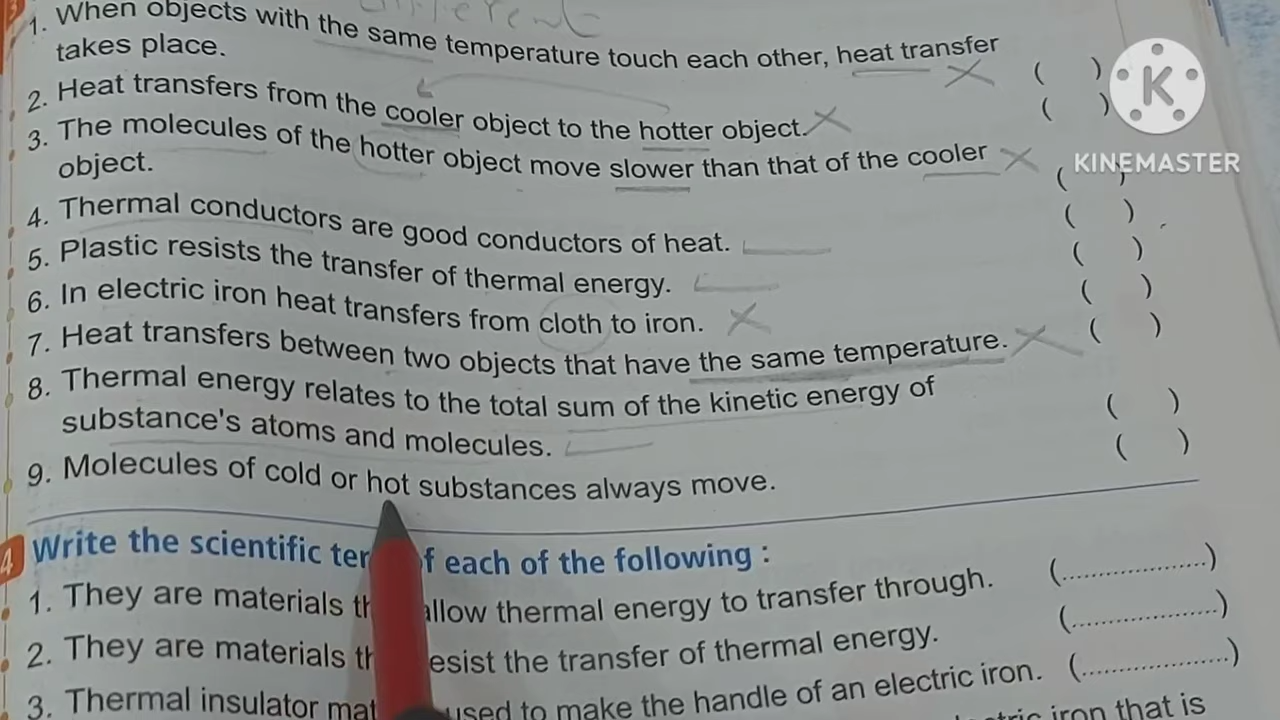 different
1. When objects with the same temperature touch each other, heat transfer
takes place. ( )
2. Heat transfers from the cooler object to the hotter object. ( )
3. The molecules of the hotter object move slower than that of the cooler
object. ( )
4. Thermal conductors are good conductors of heat. ( )
5. Plastic resists the transfer of thermal energy. ( )
6. In electric iron heat transfers from cloth to iron. ( )
7. Heat transfers between two objects that have the same temperature. ( )
8. Thermal energy relates to the total sum of the kinetic energy of
substance's atoms and molecules. ( )
9. Molecules of cold or hot substances always move. ( )
4 Write the scientific ter of each of the following :
1. They are materials th allow thermal energy to transfer through. (....................)
2. They are materials th esist the transfer of thermal energy. (....................)
3. Thermal insulator mat used to make the handle of an electric iron. (....................)
iron that is
K
KINEMASTER